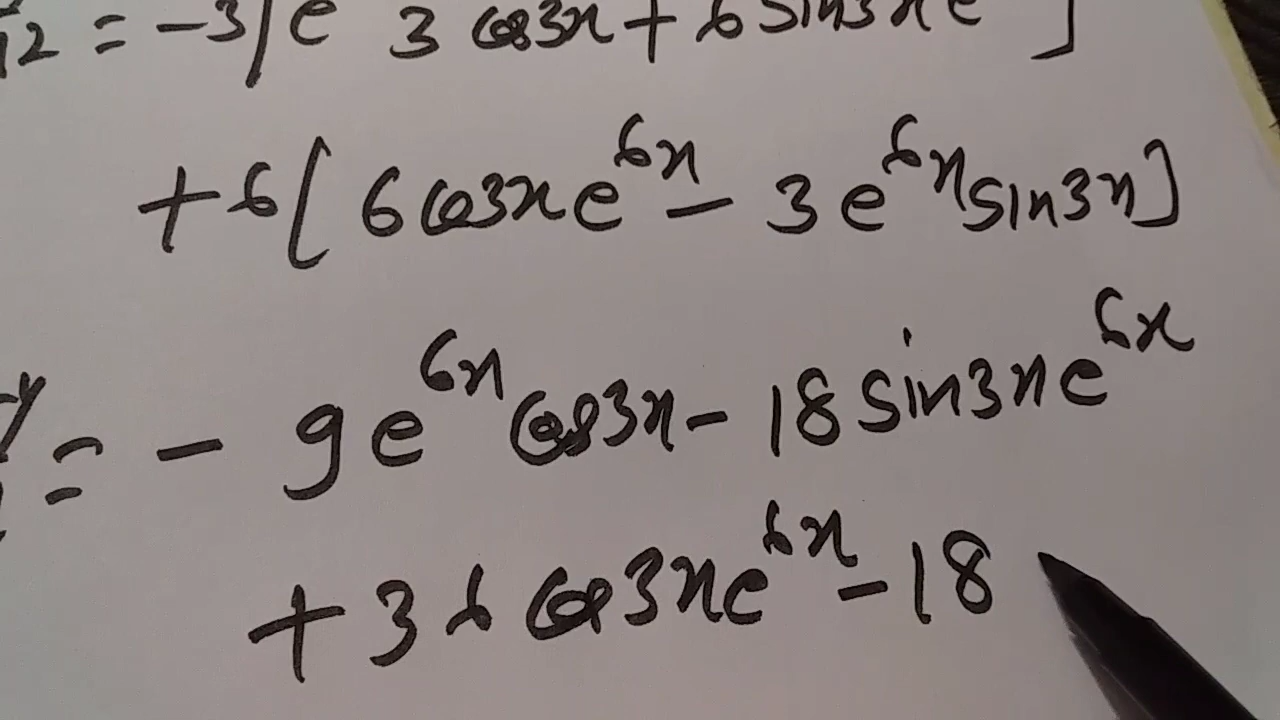 2 = -3[e 3 cos3x + 6 sin3x e ]
+6[6 cos3x e^6x - 3 e^6x sin3x]
= - 9e^6x cos3x - 18 sin3x e^6x
+ 36 cos3x e^6x - 18